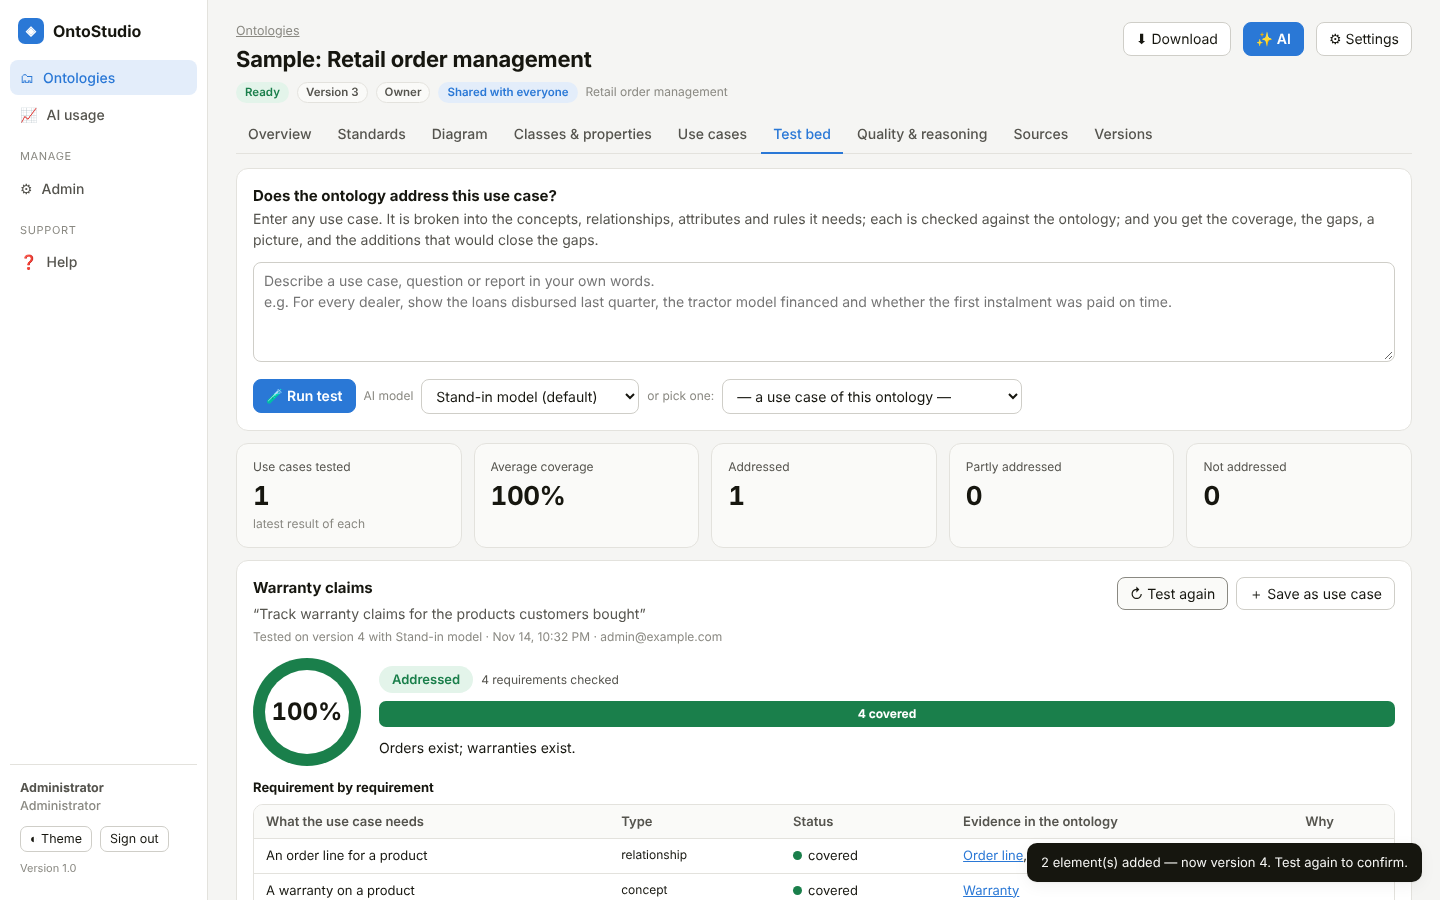 OntoStudio
Ontologies
AI usage
MANAGE
Admin
SUPPORT
Help
Administrator
Administrator
Theme
Sign out
Version 1.0
Ontologies
Sample: Retail order management
Ready
Version 3
Owner
Shared with everyone
Retail order management
Download
AI
Settings
Overview
Standards
Diagram
Classes & properties
Use cases
Test bed
Quality & reasoning
Sources
Versions
Does the ontology address this use case?
Enter any use case. It is broken into the concepts, relationships, attributes and rules it needs; each is checked against the ontology; and you get the coverage, the gaps, a
picture, and the additions that would close the gaps.
Describe a use case, question or report in your own words.
e.g. For every dealer, show the loans disbursed last quarter, the tractor model financed and whether the first instalment was paid on time.
Run test
AI model
Stand-in model (default)
or pick one:
— a use case of this ontology —
Use cases tested
1
latest result of each
Average coverage
100%
Addressed
1
Partly addressed
0
Not addressed
0
Warranty claims
“Track warranty claims for the products customers bought”
Tested on version 4 with Stand-in model · Nov 14, 10:32 PM · admin@example.com
Test again
+ Save as use case
100%
Addressed
4 requirements checked
4 covered
Orders exist; warranties exist.
Requirement by requirement
What the use case needs
Type
Status
Evidence in the ontology
Why
An order line for a product
relationship
covered
Order line,
A warranty on a product
concept
covered
Warranty
2 element(s) added — now version 4. Test again to confirm.